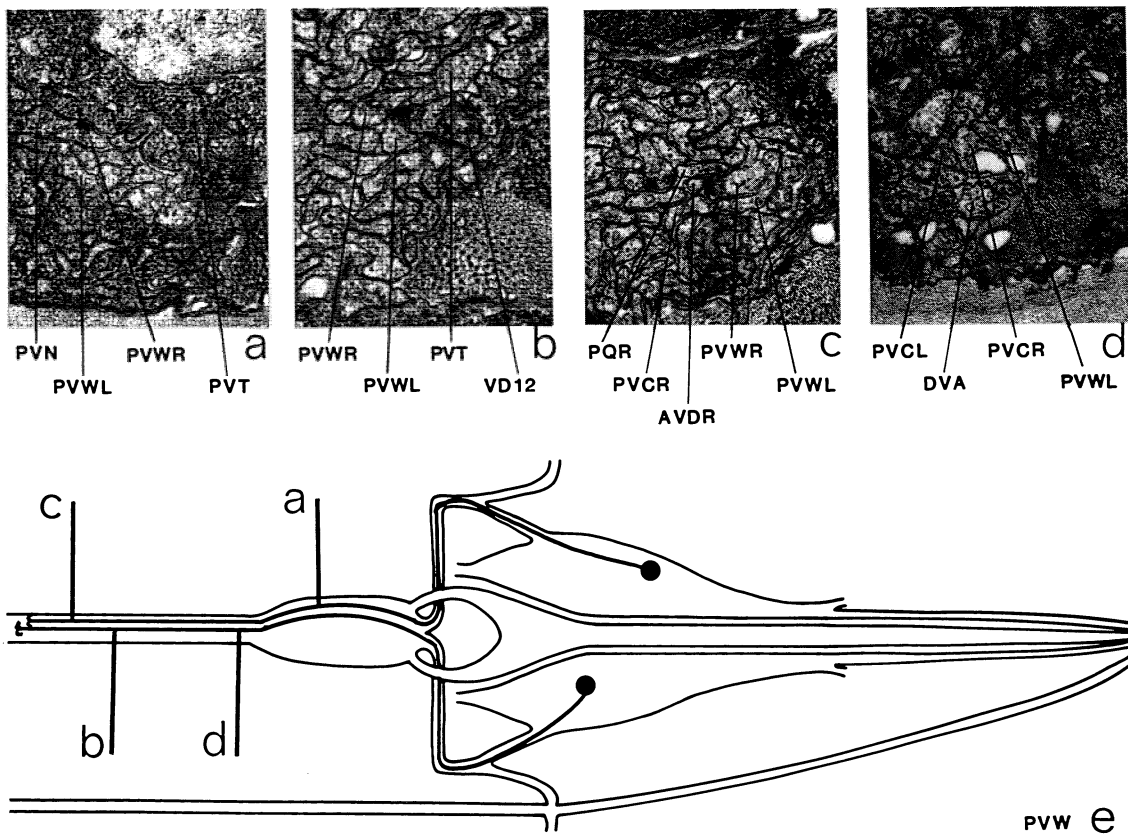 a
b
c
d
PVN
PVWL
PVWR
PVT
PVWR
PVWL
PVT
VD12
PQR
PVCR
AVDR
PVWR
PVWL
PVCL
DVA
PVCR
PVWL
c
a
b
d
PVW e